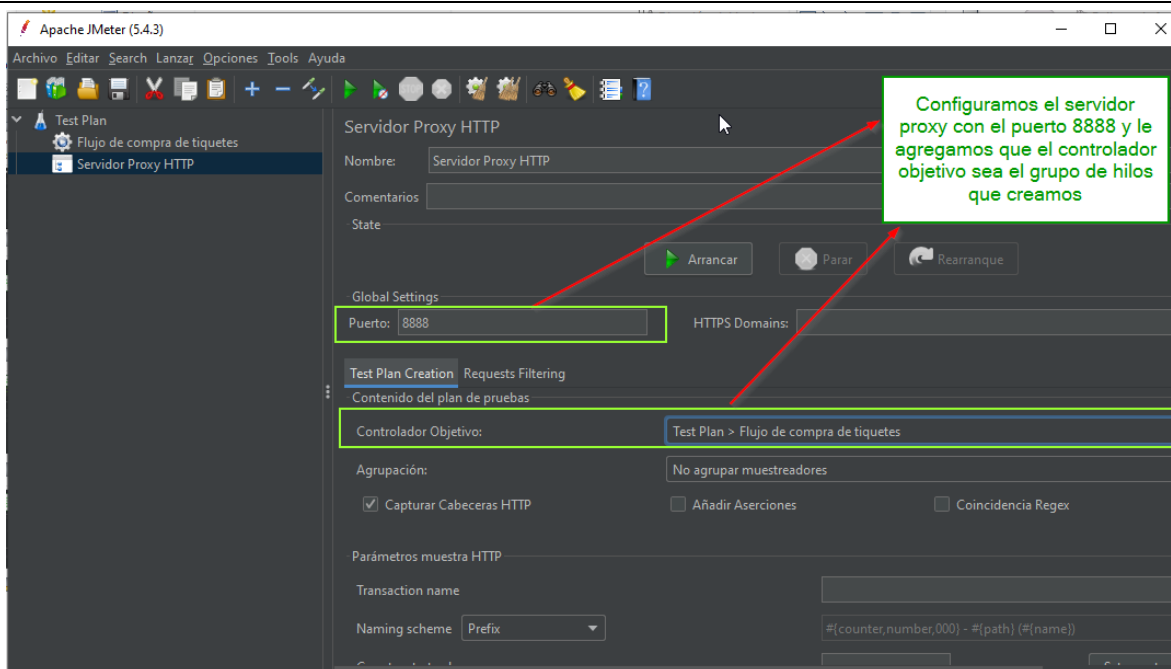 Apache JMeter (5.4.3)
Archivo Editar Search Lanzar Opciones Tools Ayuda
STOP
Test Plan
Flujo de compra de tiquetes
Servidor Proxy HTTP
Servidor Proxy HTTP
Nombre: Servidor Proxy HTTP
Comentarios
State
Arrancar Parar Rearranque
Configuramos el servidor
proxy con el puerto 8888 y le
agregamos que el controlador
objetivo sea el grupo de hilos
que creamos
Global Settings
Puerto: 8888 HTTPS Domains:
Test Plan Creation Requests Filtering
Contenido del plan de pruebas
Controlador Objetivo: Test Plan > Flujo de compra de tiquetes
Agrupación: No agrupar muestreadores
Capturar Cabeceras HTTP Añadir Aserciones Coincidencia Regex
Parámetros muestra HTTP
Transaction name
Naming scheme Prefix #{counter,number,000} - #{path} (#{name})